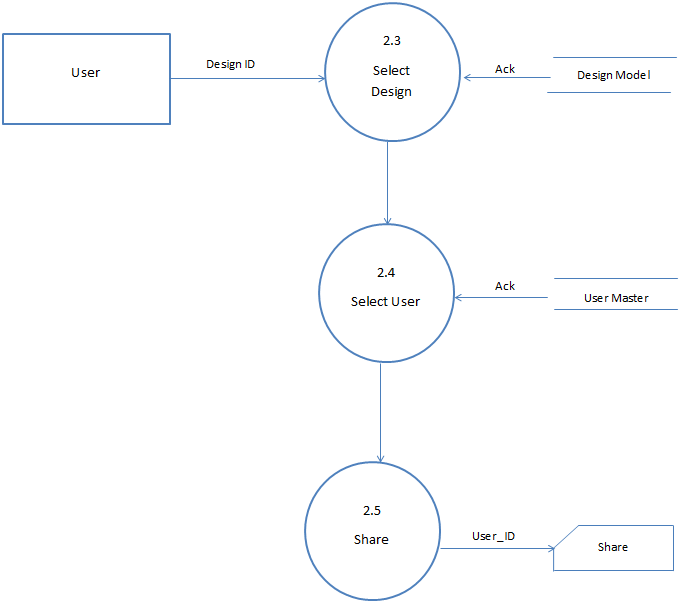 User
Design ID
2.3
Select
Design
Ack
Design Model
2.4
Select User
Ack
User Master
2.5
Share
User_ID
Share